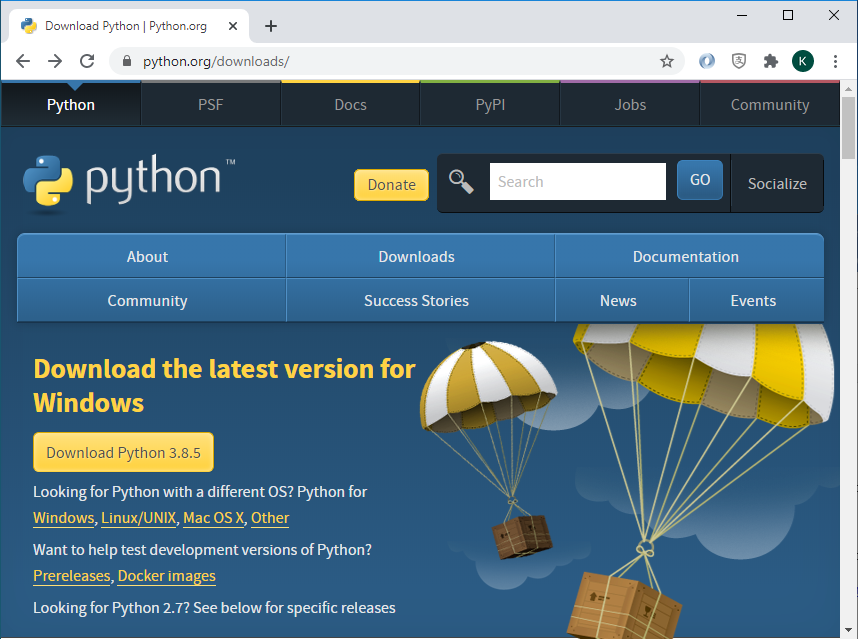 Download Python | Python.org
python.org/downloads/
K
Python PSF Docs PyPI Jobs Community
python™
Donate
Search
GO
Socialize
About Downloads Documentation
Community Success Stories News Events
Download the latest version for
Windows
Download Python 3.8.5
Looking for Python with a different OS? Python for
Windows, Linux/UNIX, Mac OS X, Other
Want to help test development versions of Python?
Prereleases, Docker images
Looking for Python 2.7? See below for specific releases